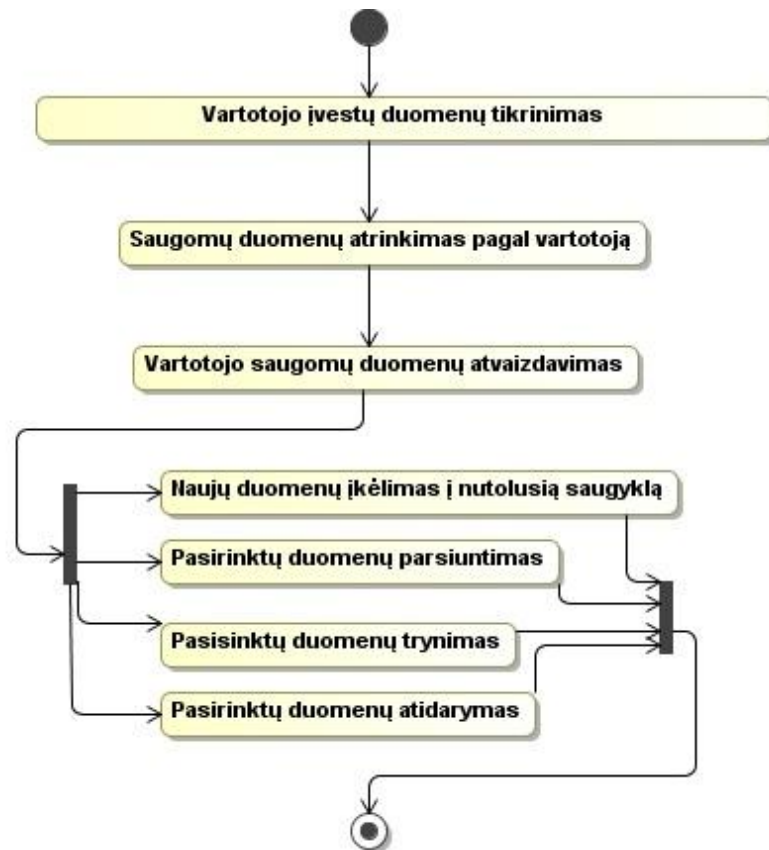 Vartotojo įvestų duomenų tikrinimas
Saugomų duomenų atrinkimas pagal vartotoją
Vartotojo saugomų duomenų atvaizdavimas
Naujų duomenų įkėlimas į nutolusią saugyklą
Pasirinktų duomenų parsiuntimas
Pasisinktų duomenų trynimas
Pasirinktų duomenų atidarymas